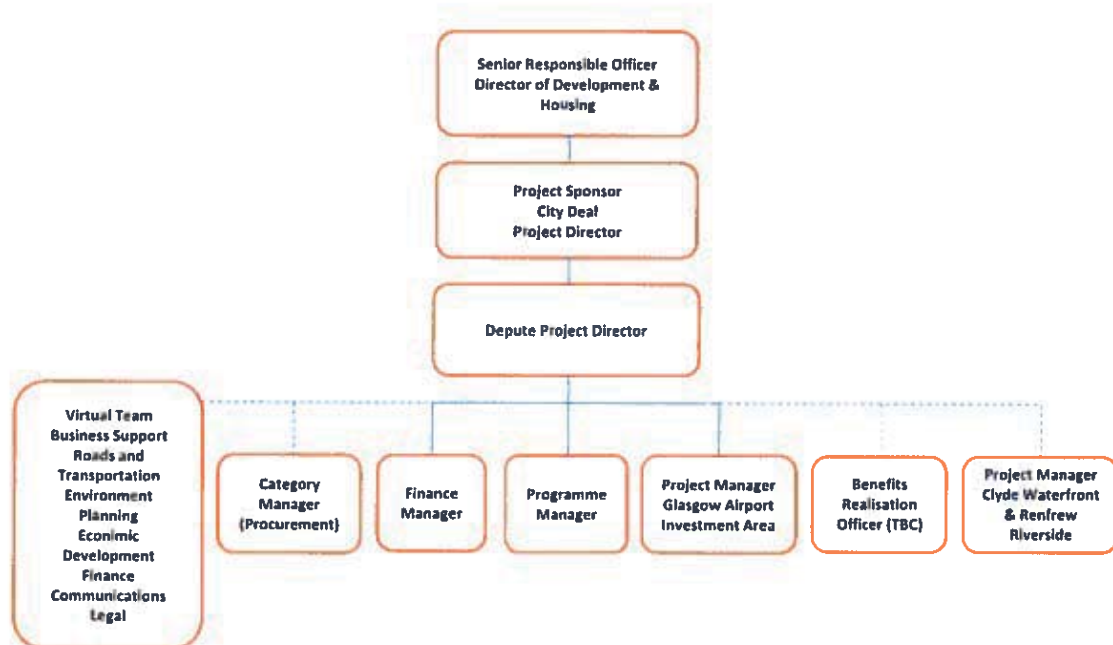 Senior Responsible Officer
Director of Development &
Housing
Project Sponsor
City Deal
Project Director
Depute Project Director
Virtual Team
Business Support
Roads and
Transportation
Environment
Planning
Econimic
Development
Finance
Communications
Legal
Category
Manager
(Procurement)
Finance
Manager
Programme
Manager
Project Manager
Glasgow Airport
Investment Area
Benefits
Realisation
Officer (TBC)
Project Manager
Clyde Waterfront
& Renfrew
Riverside